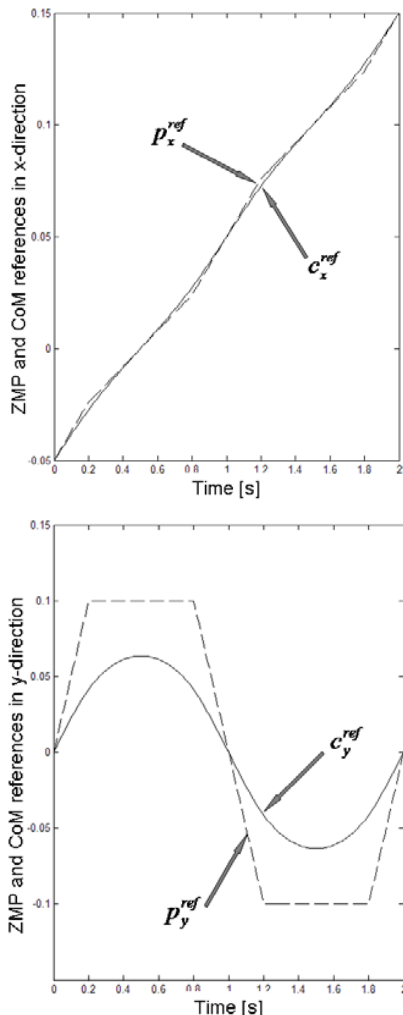 ZMP and CoM references in x-direction
0.15
0.1
0.05
0
-0.05
p_x^ref
c_x^ref
0 0.2 0.4 0.6 0.8 1 1.2 1.4 1.6 1.8 2
Time [s]
ZMP and CoM references in y-direction
0.15
0.1
0.05
0
-0.05
-0.1
c_y^ref
p_y^ref
0 0.2 0.4 0.6 0.8 1 1.2 1.4 1.6 1.8 2
Time [s]